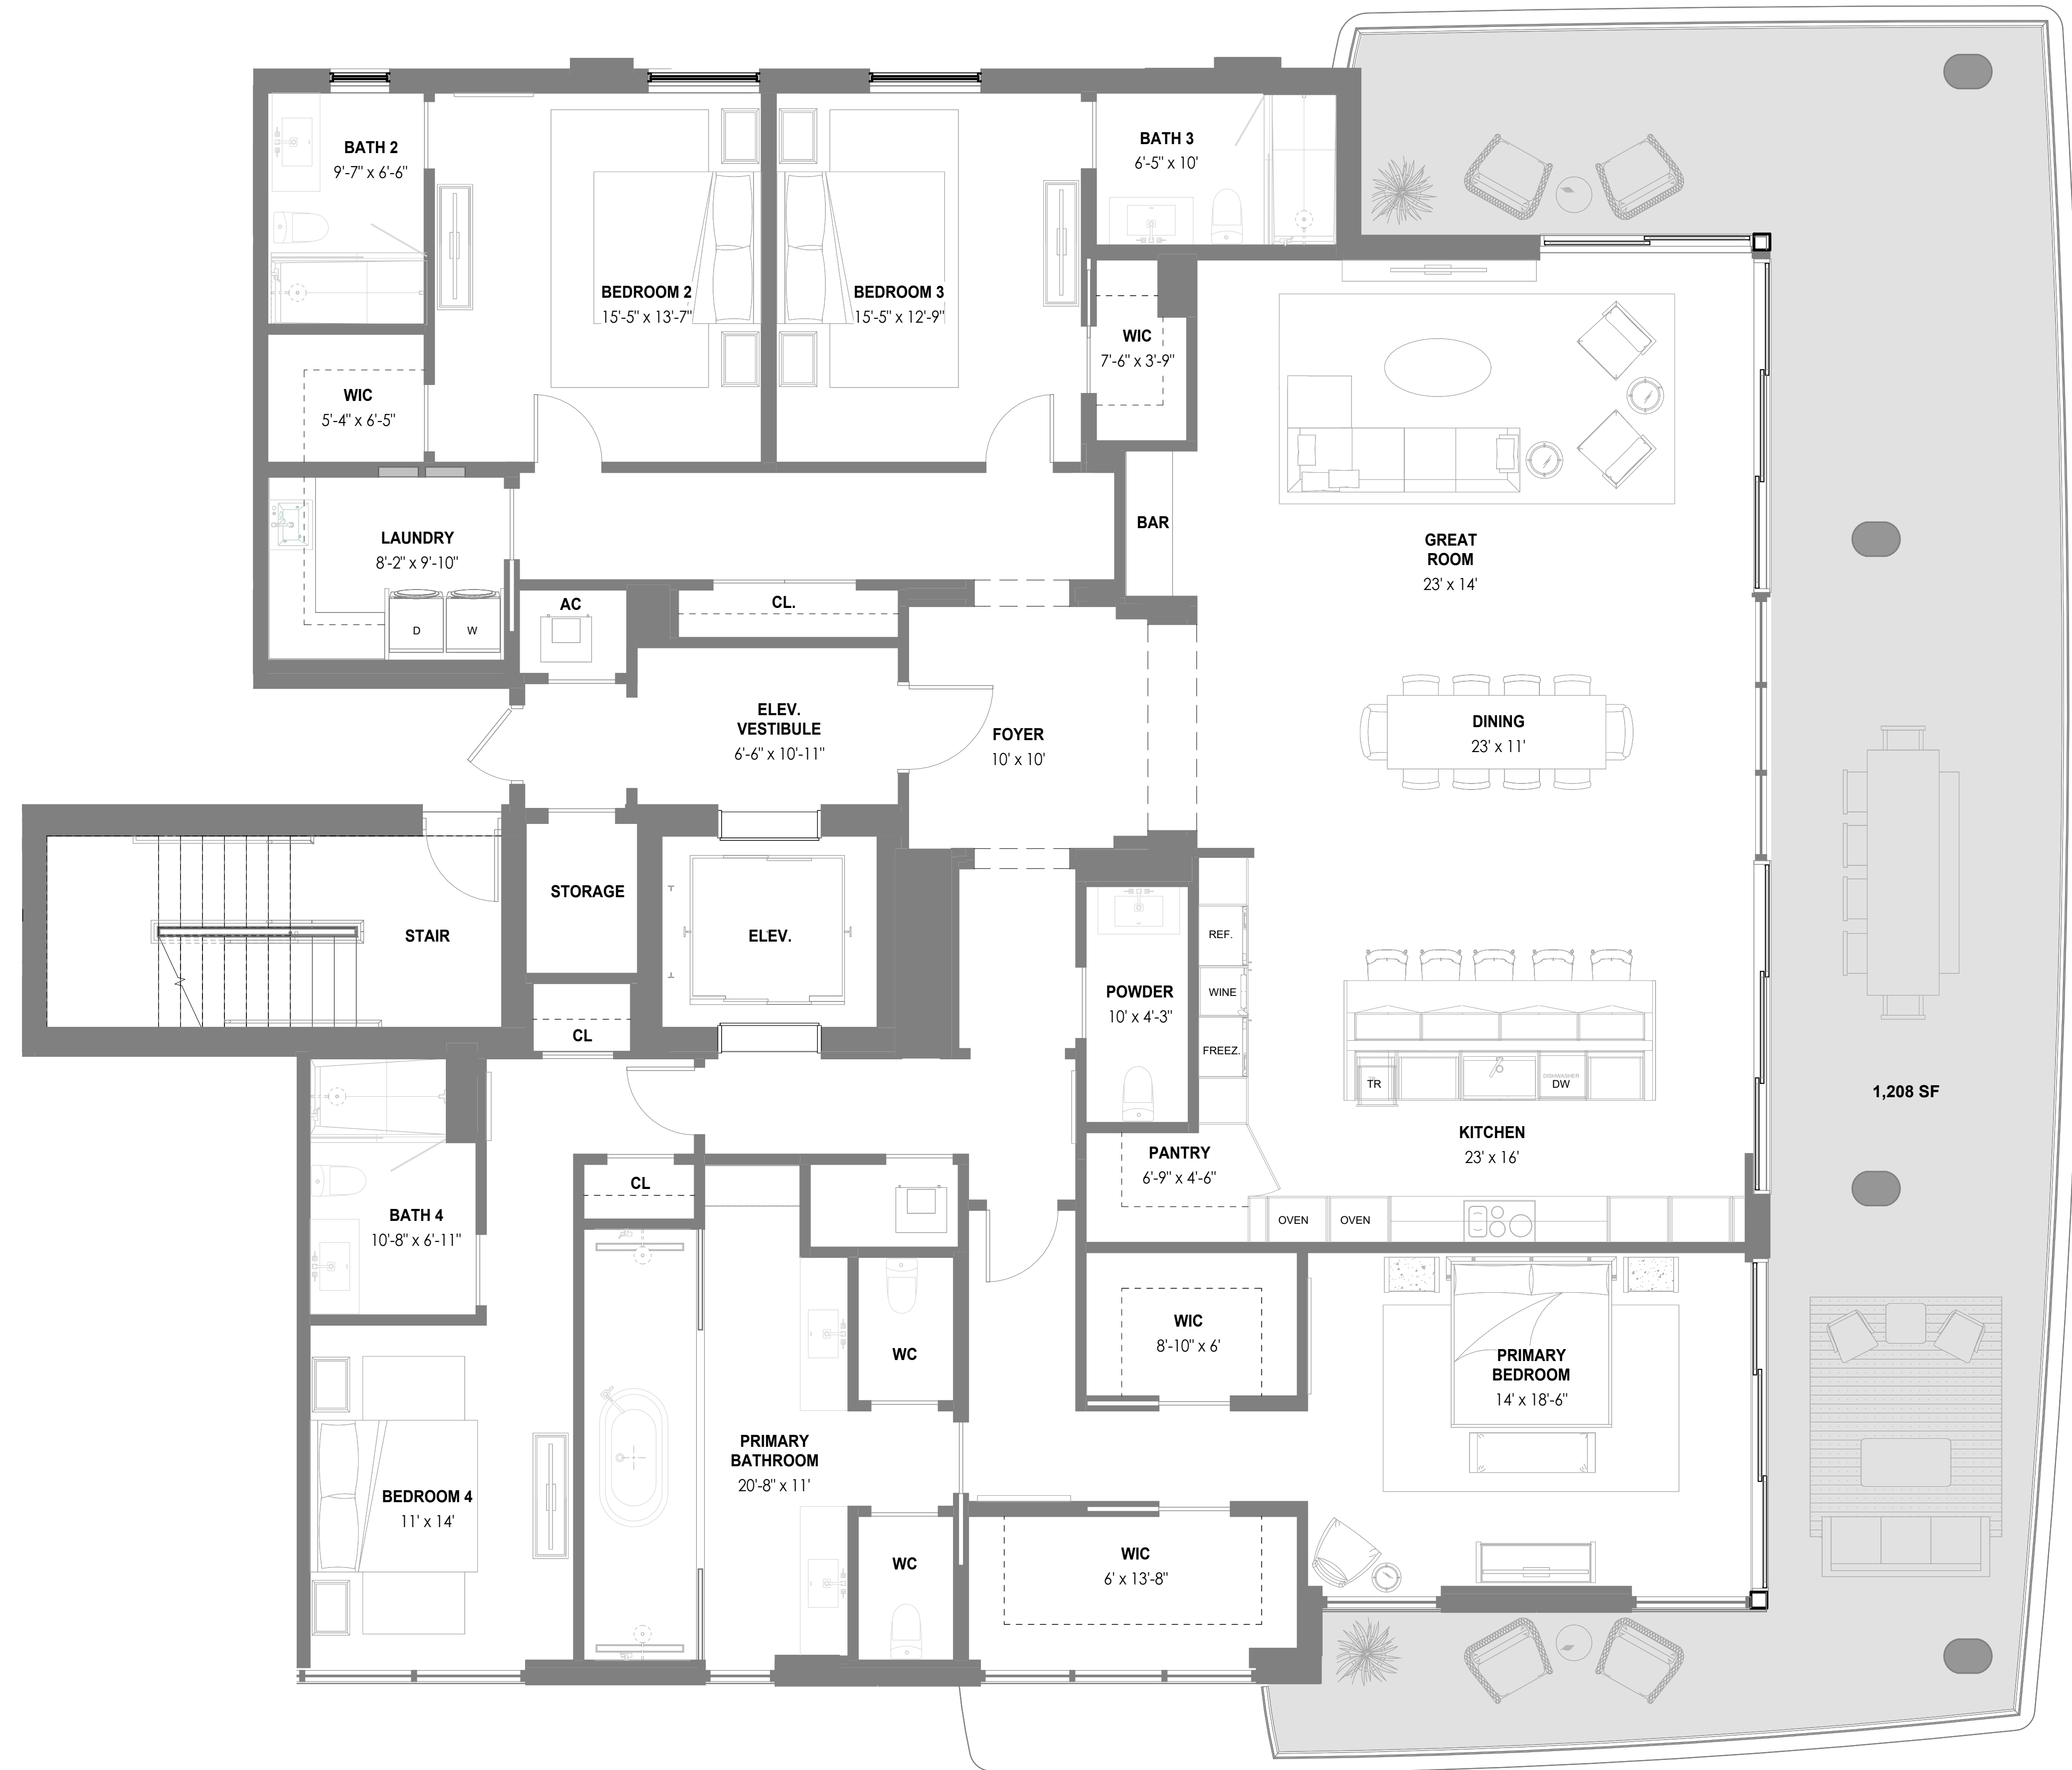 BATH 2
9'-7" x 6'-6"
BATH 3
6'-5" x 10'
BEDROOM 2
15'-5" x 13'-7"
BEDROOM 3
15'-5" x 12'-9"
WIC
7'-6" x 3'-9"
WIC
5'-4" x 6'-5"
LAUNDRY
8'-2" x 9'-10"
D
W
BAR
GREAT
ROOM
23' x 14'
AC
CL.
ELEV.
VESTIBULE
6'-6" x 10'-11"
FOYER
10' x 10'
DINING
23' x 11'
STORAGE
STAIR
ELEV.
REF.
WINE
FREEZ.
POWDER
10' x 4'-3"
CL
TR
DISHWASHER
DW
1,208 SF
KITCHEN
23' x 16'
PANTRY
6'-9" x 4'-6"
OVEN
OVEN
CL
BATH 4
10'-8" x 6'-11"
WIC
8'-10" x 6'
WC
PRIMARY
BEDROOM
14' x 18'-6"
PRIMARY
BATHROOM
20'-8" x 11'
BEDROOM 4
11' x 14'
WC
WIC
6' x 13'-8"